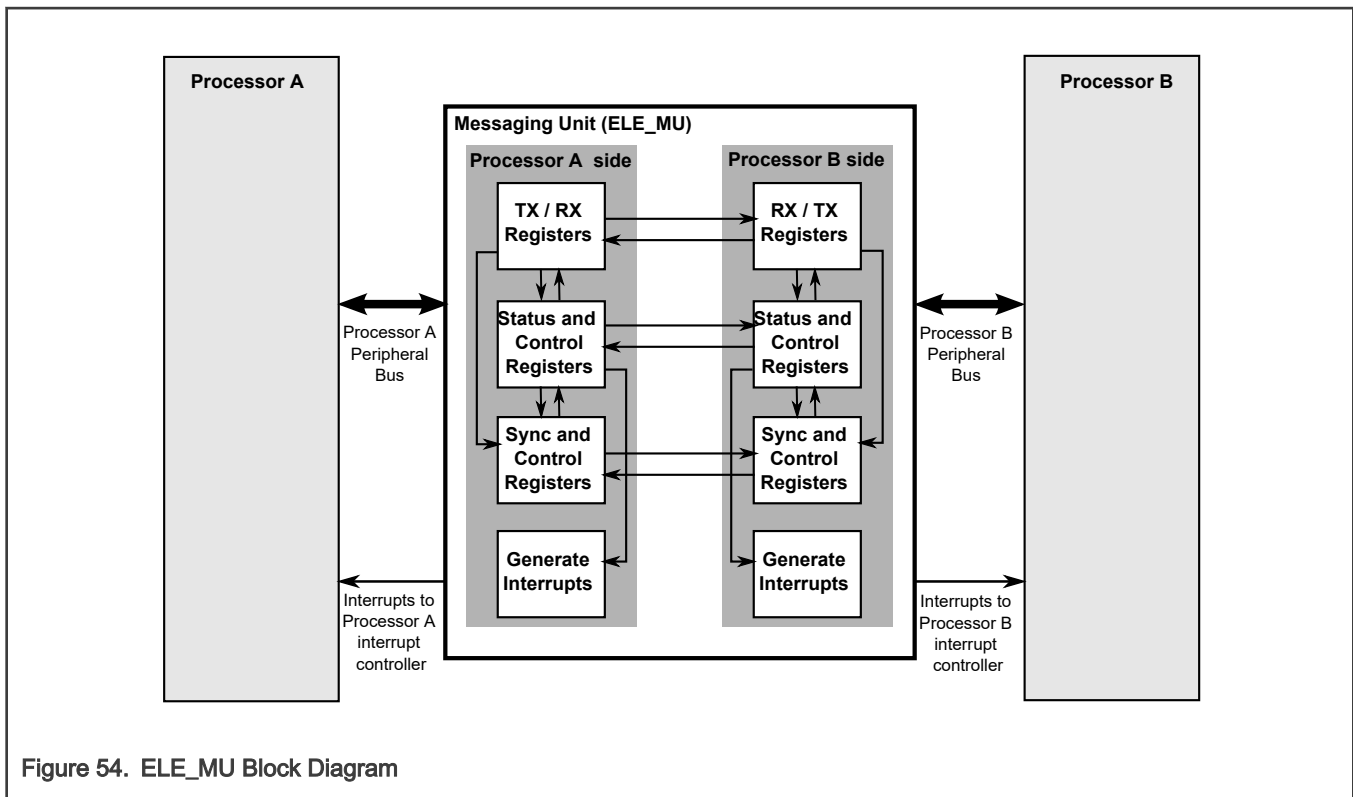 Processor A
Processor B
Messaging Unit (ELE_MU)
Processor A side
Processor B side
TX / RX
Registers
RX / TX
Registers
Status and
Control
Registers
Status and
Control
Registers
Processor A
Peripheral
Bus
Processor B
Peripheral
Bus
Sync and
Control
Registers
Sync and
Control
Registers
Generate
Interrupts
Generate
Interrupts
Interrupts to
Processor A
interrupt
controller
Interrupts to
Processor B
interrupt
controller
Figure 54. ELE_MU Block Diagram